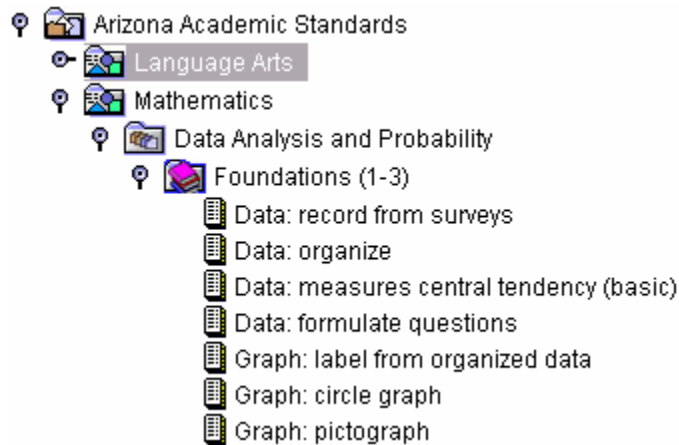 Arizona Academic Standards
Language Arts
Mathematics
Data Analysis and Probability
Foundations (1-3)
Data: record from surveys
Data: organize
Data: measures central tendency (basic)
Data: formulate questions
Graph: label from organized data
Graph: circle graph
Graph: pictograph